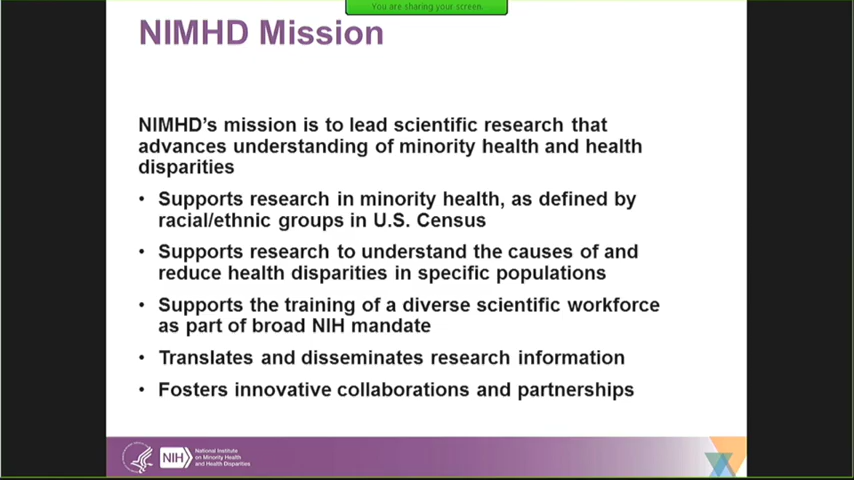 You are sharing your screen.
NIMHD Mission
NIMHD's mission is to lead scientific research that
advances understanding of minority health and health
disparities
• Supports research in minority health, as defined by
racial/ethnic groups in U.S. Census
• Supports research to understand the causes of and
reduce health disparities in specific populations
• Supports the training of a diverse scientific workforce
as part of broad NIH mandate
• Translates and disseminates research information
• Fosters innovative collaborations and partnerships
NIH
National Institute
on Minority Health
and Health Disparities